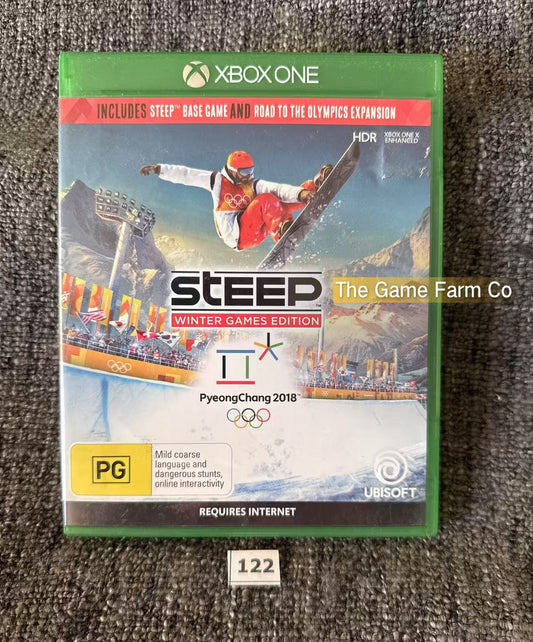 XBOX ONE
INCLUDES STEEP™ BASE GAME AND ROAD TO THE OLYMPICS EXPANSION
HDR
XBOX ONE X
ENHANCED
STEEP™
The Game Farm Co
WINTER GAMES EDITION
PyeongChang 2018™
PG
Mild coarse
language and
dangerous stunts,
online interactivity
UBISOFT
REQUIRES INTERNET
122